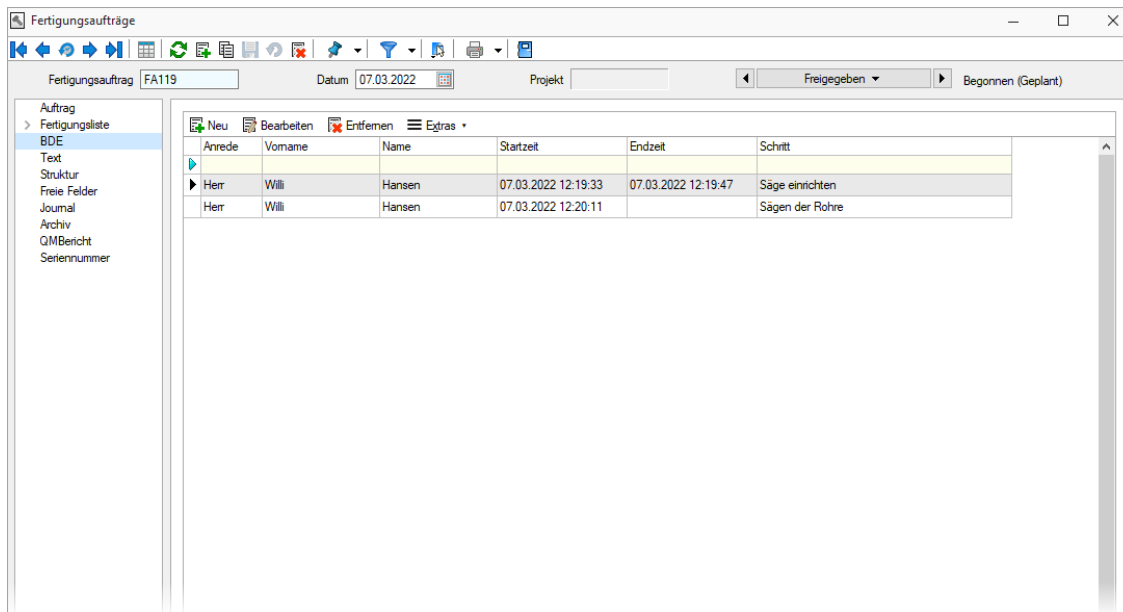 Fertigungsaufträge
Fertigungsauftrag FA119 Datum 07.03.2022 Projekt Freigegeben Begonnen (Geplant)
Auftrag
Fertigungsliste
BDE
Text
Struktur
Freie Felder
Journal
Archiv
QMBericht
Seriennummer
Neu Bearbeiten Entfernen Extras
Anrede Vorname Name Startzeit Endzeit Schritt
Herr Willi Hansen 07.03.2022 12:19:33 07.03.2022 12:19:47 Säge einrichten
Herr Willi Hansen 07.03.2022 12:20:11 Sägen der Rohre